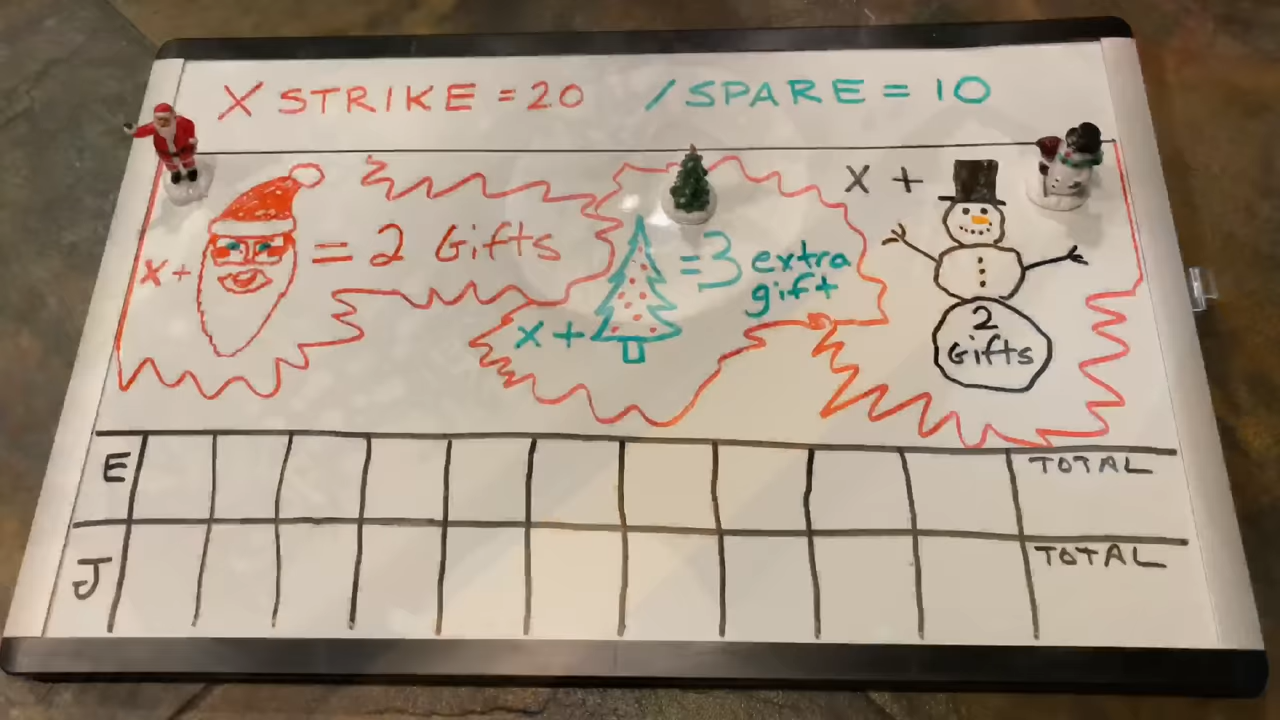 X STRIKE = 20 / SPARE = 10
X + = 2 Gifts
X + = 3 extra gift
X +
2 Gifts
E TOTAL
J TOTAL